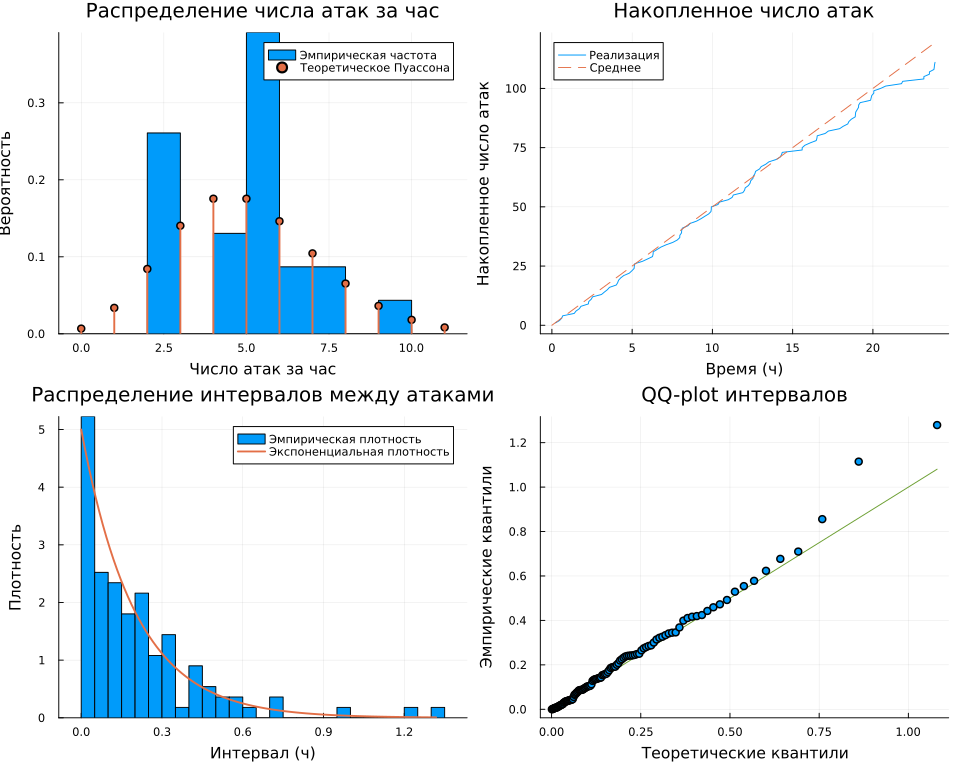 Распределение числа атак за час
Вероятность
0.3
0.2
0.1
0.0
Эмпирическая частота
Теоретическое Пуассона
0.0 2.5 5.0 7.5 10.0
Число атак за час
Накопленное число атак
Накопленное число атак
100
75
50
25
0
Реализация
Среднее
0 5 10 15 20
Время (ч)
Распределение интервалов между атаками
Плотность
5
4
3
2
1
0
Эмпирическая плотность
Экспоненциальная плотность
0.0 0.3 0.6 0.9 1.2
Интервал (ч)
QQ-plot интервалов
Эмпирические квантили
1.2
1.0
0.8
0.6
0.4
0.2
0.0
0.00 0.25 0.50 0.75 1.00
Теоретические квантили